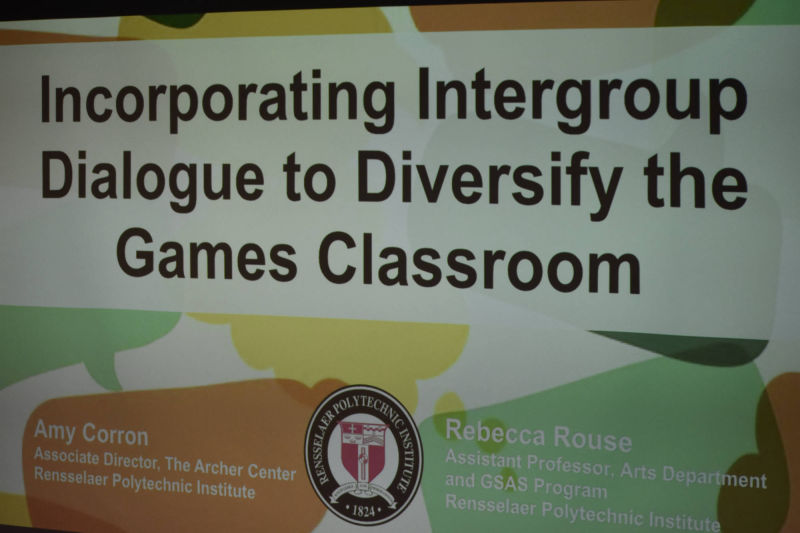 Incorporating Intergroup
Dialogue to Diversify the
Games Classroom
Amy Corron
Associate Director, The Archer Center
Rensselaer Polytechnic Institute
RENSSELAER POLYTECHNIC INSTITUTE
1824
Rebecca Rouse
Assistant Professor, Arts Department
and GSAS Program
Rensselaer Polytechnic Institute